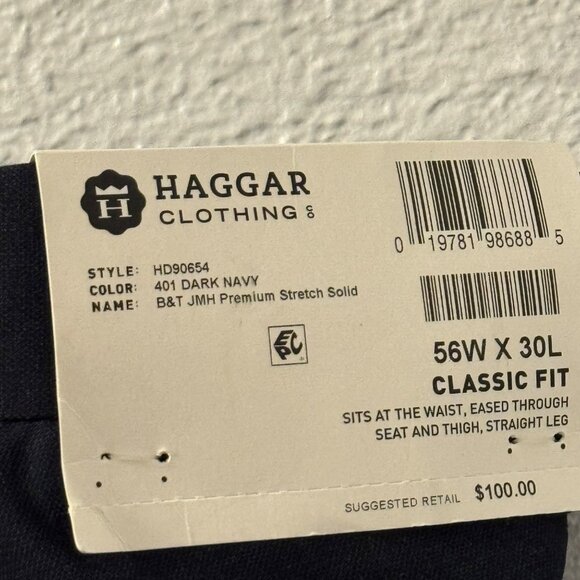 H
HAGGAR
CLOTHING CO
STYLE: HD90654
COLOR: 401 DARK NAVY
NAME: B&T JMH Premium Stretch Solid
EPC
0 19781 98688 5
56W X 30L
CLASSIC FIT
SITS AT THE WAIST, EASED THROUGH
SEAT AND THIGH, STRAIGHT LEG
SUGGESTED RETAIL $100.00